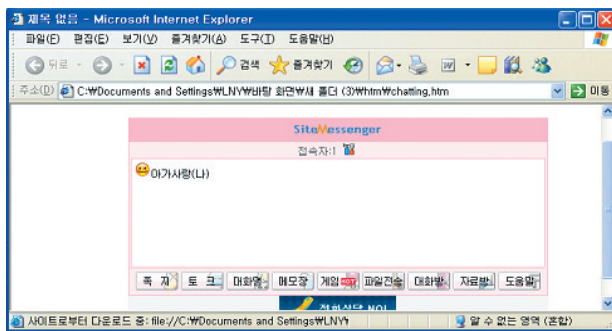 제목 없음 - Microsoft Internet Explorer
파일(F) 편집(E) 보기(V) 즐겨찾기(A) 도구(T) 도움말(H)
뒤로 검색 즐겨찾기
주소(D) C:₩Documents and Settings₩LNY₩바탕 화면₩새 폴더 (3)₩htm₩chatting,htm 이동
SiteMessenger
접속자:1
아가사랑(나)
쪽 지 토 크 대화명 메모장 게임 HOT 파일전송 대화방 자료방 도움말
사이트로부터 다운로드 중: file://C:₩Documents and Settings₩LNY₩ 알 수 없는 영역 (혼합)